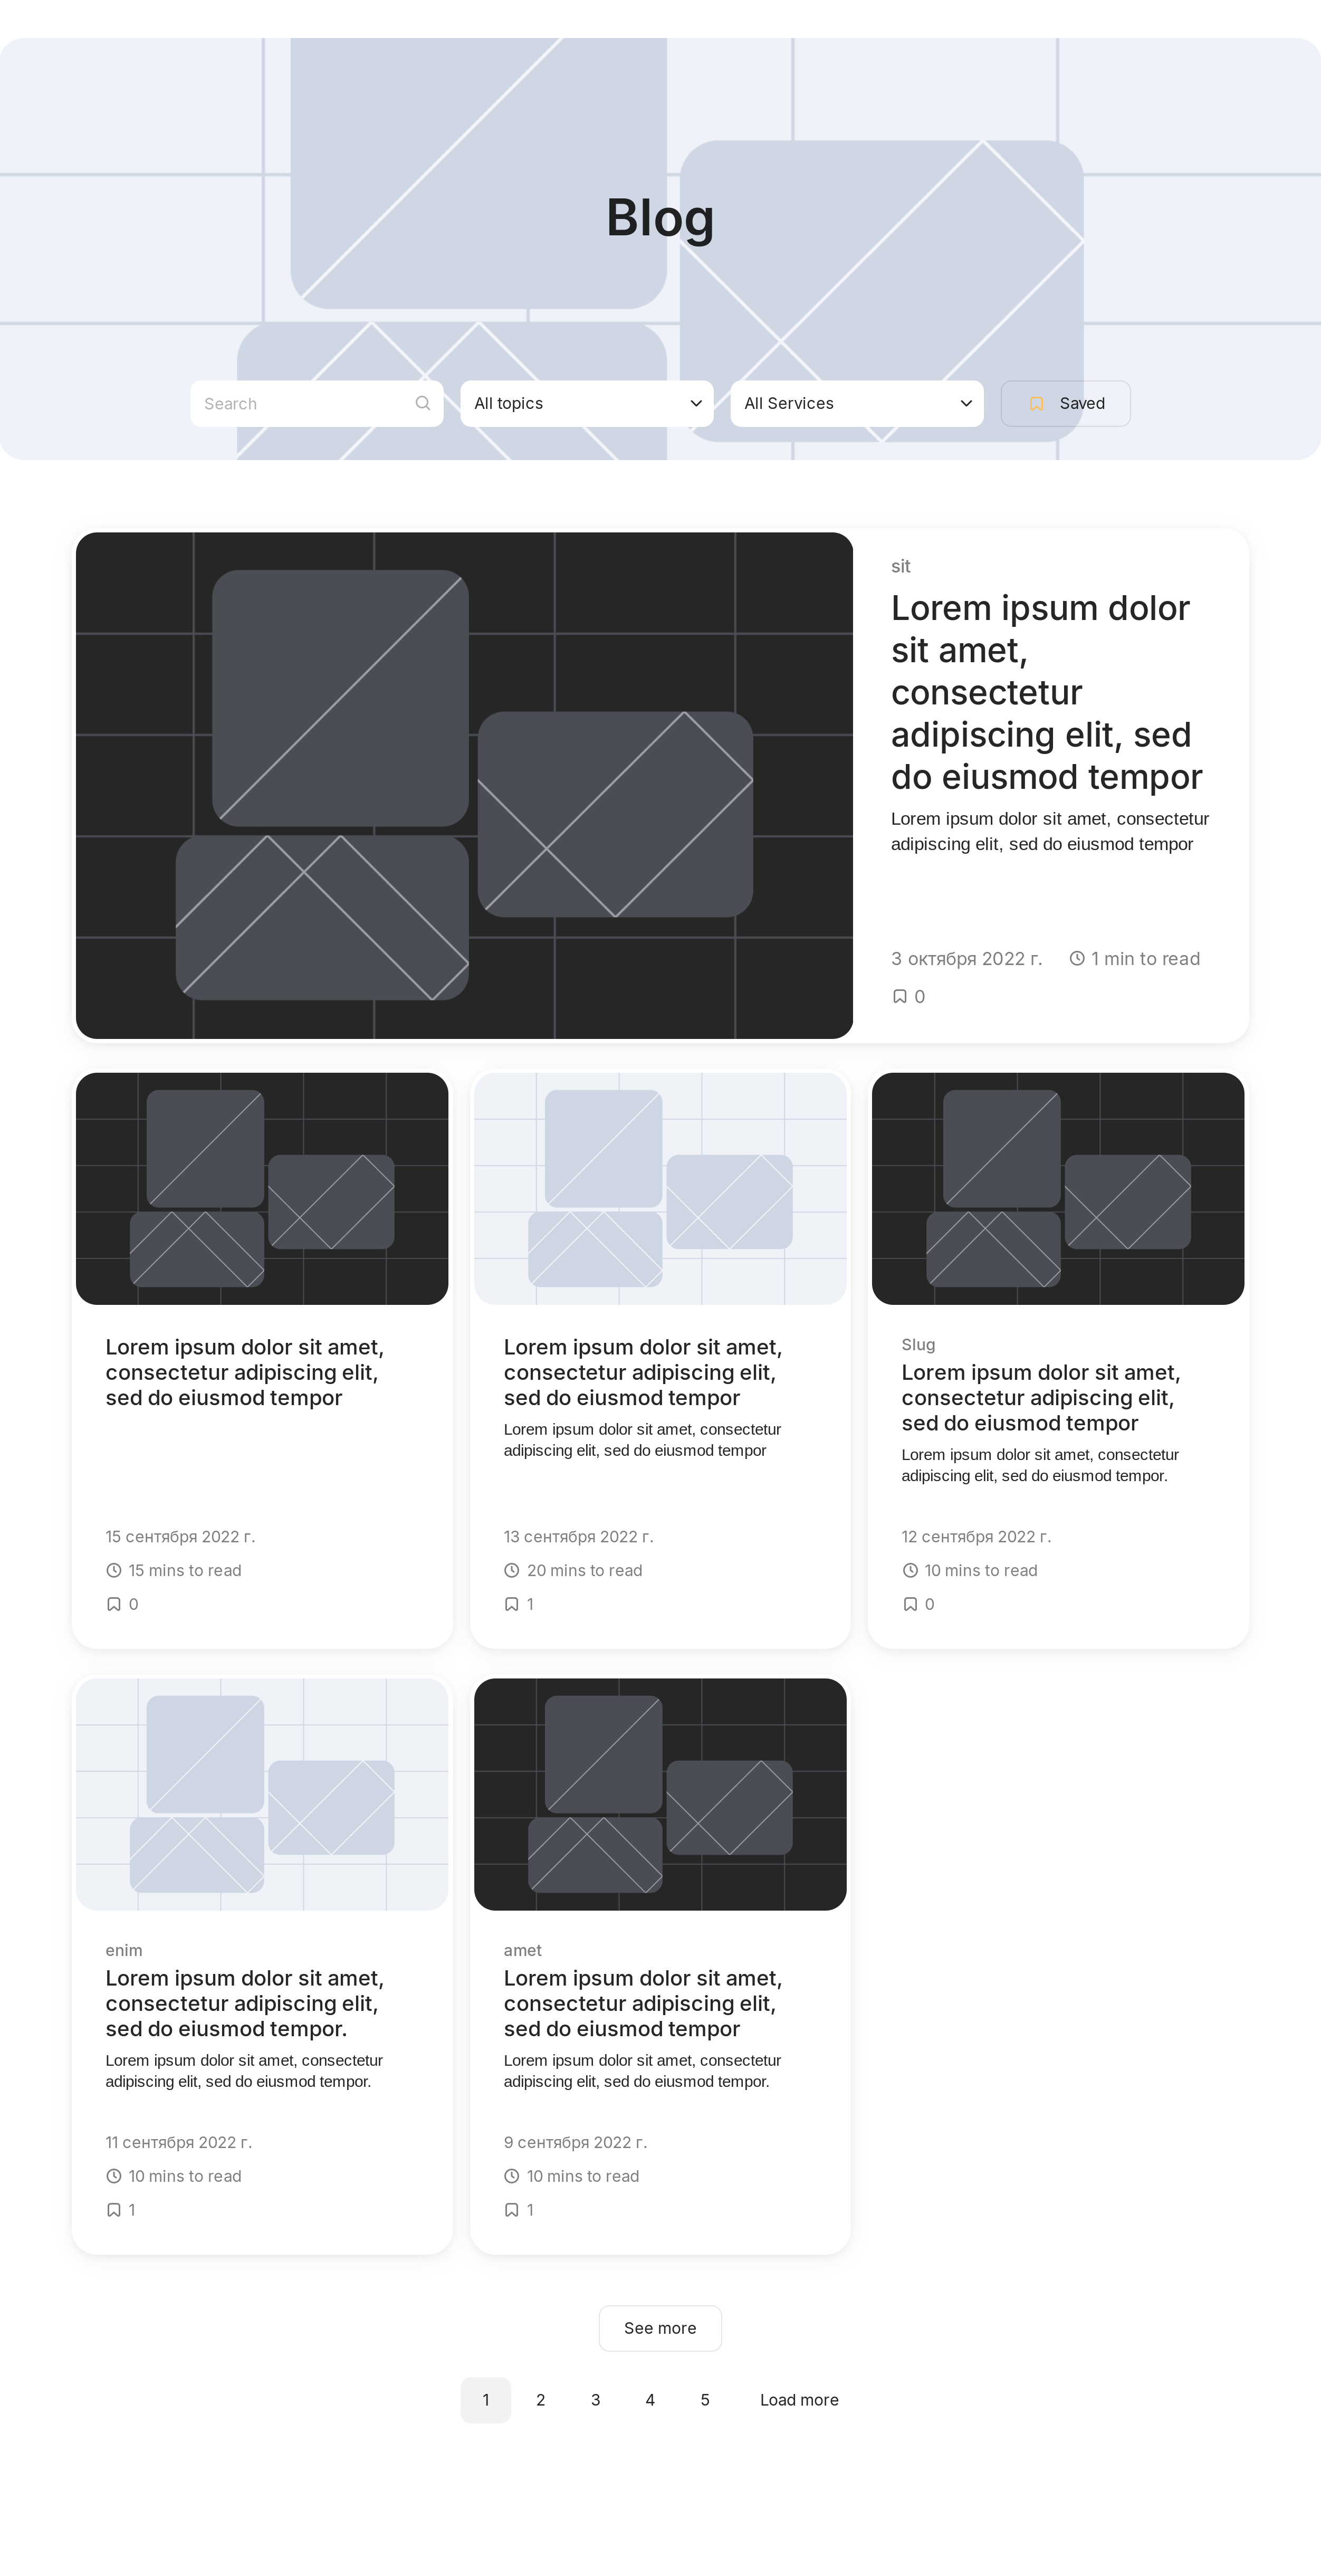 Blog
Search
All topics
All Services
Saved
sit
Lorem ipsum dolor
sit amet,
consectetur
adipiscing elit, sed
do eiusmod tempor
Lorem ipsum dolor sit amet, consectetur
adipiscing elit, sed do eiusmod tempor
3 октября 2022 г.
1 min to read
0
Lorem ipsum dolor sit amet,
consectetur adipiscing elit,
sed do eiusmod tempor
15 сентября 2022 г.
15 mins to read
0
Lorem ipsum dolor sit amet,
consectetur adipiscing elit,
sed do eiusmod tempor
Lorem ipsum dolor sit amet, consectetur
adipiscing elit, sed do eiusmod tempor
13 сентября 2022 г.
20 mins to read
1
Slug
Lorem ipsum dolor sit amet,
consectetur adipiscing elit,
sed do eiusmod tempor
Lorem ipsum dolor sit amet, consectetur
adipiscing elit, sed do eiusmod tempor.
12 сентября 2022 г.
10 mins to read
0
enim
Lorem ipsum dolor sit amet,
consectetur adipiscing elit,
sed do eiusmod tempor.
Lorem ipsum dolor sit amet, consectetur
adipiscing elit, sed do eiusmod tempor.
11 сентября 2022 г.
10 mins to read
1
amet
Lorem ipsum dolor sit amet,
consectetur adipiscing elit,
sed do eiusmod tempor
Lorem ipsum dolor sit amet, consectetur
adipiscing elit, sed do eiusmod tempor.
9 сентября 2022 г.
10 mins to read
1
See more
1 2 3 4 5 Load more